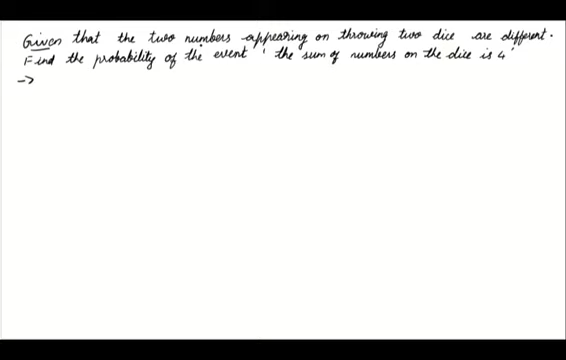 Given that the two numbers appearing on throwing two dice are different.
Find the probability of the event 'the sum of numbers on the dice is 4'
→